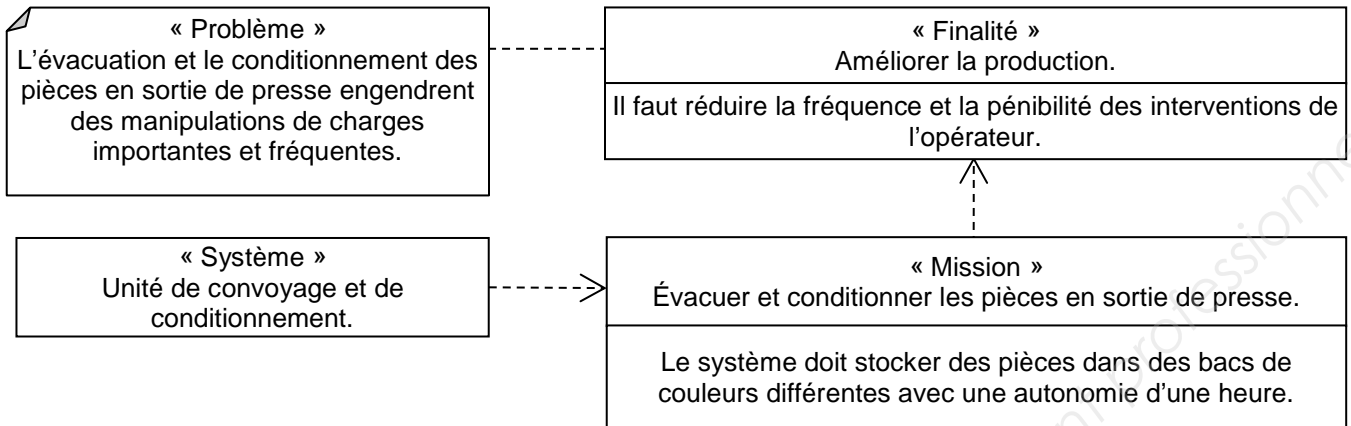 « Problème »
L’évacuation et le conditionnement des
pièces en sortie de presse engendrent
des manipulations de charges
importantes et fréquentes.
« Finalité »
Améliorer la production.
Il faut réduire la fréquence et la pénibilité des interventions de
l’opérateur.
« Système »
Unité de convoyage et de
conditionnement.
« Mission »
Évacuer et conditionner les pièces en sortie de presse.
Le système doit stocker des pièces dans des bacs de
couleurs différentes avec une autonomie d’une heure.